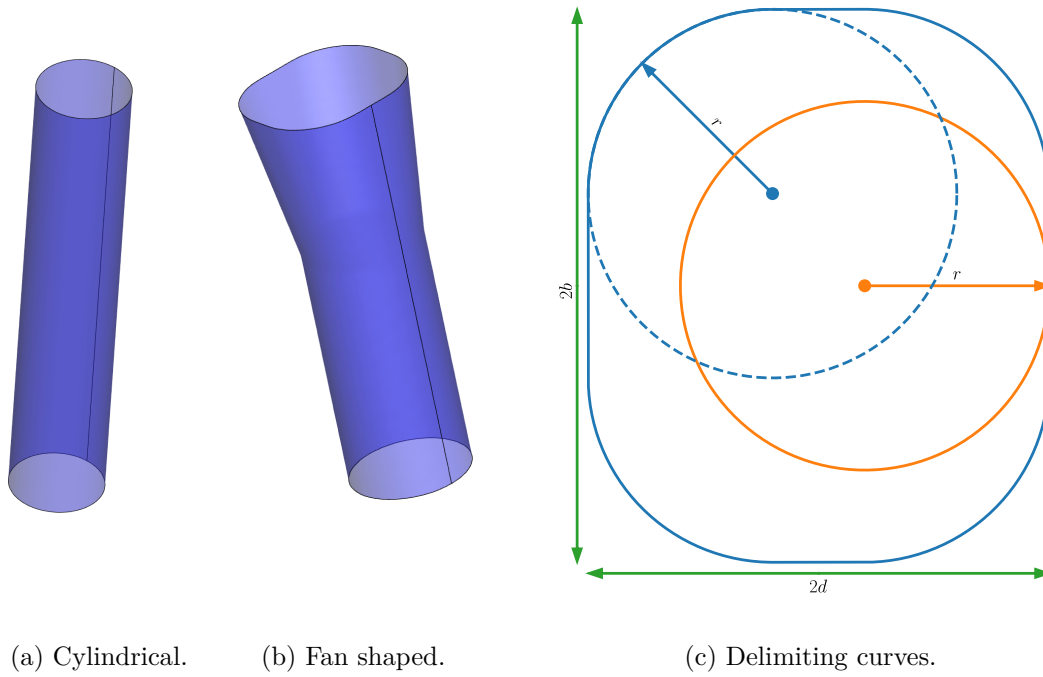 r
r
2b
2d
(a) Cylindrical.
(b) Fan shaped.
(c) Delimiting curves.